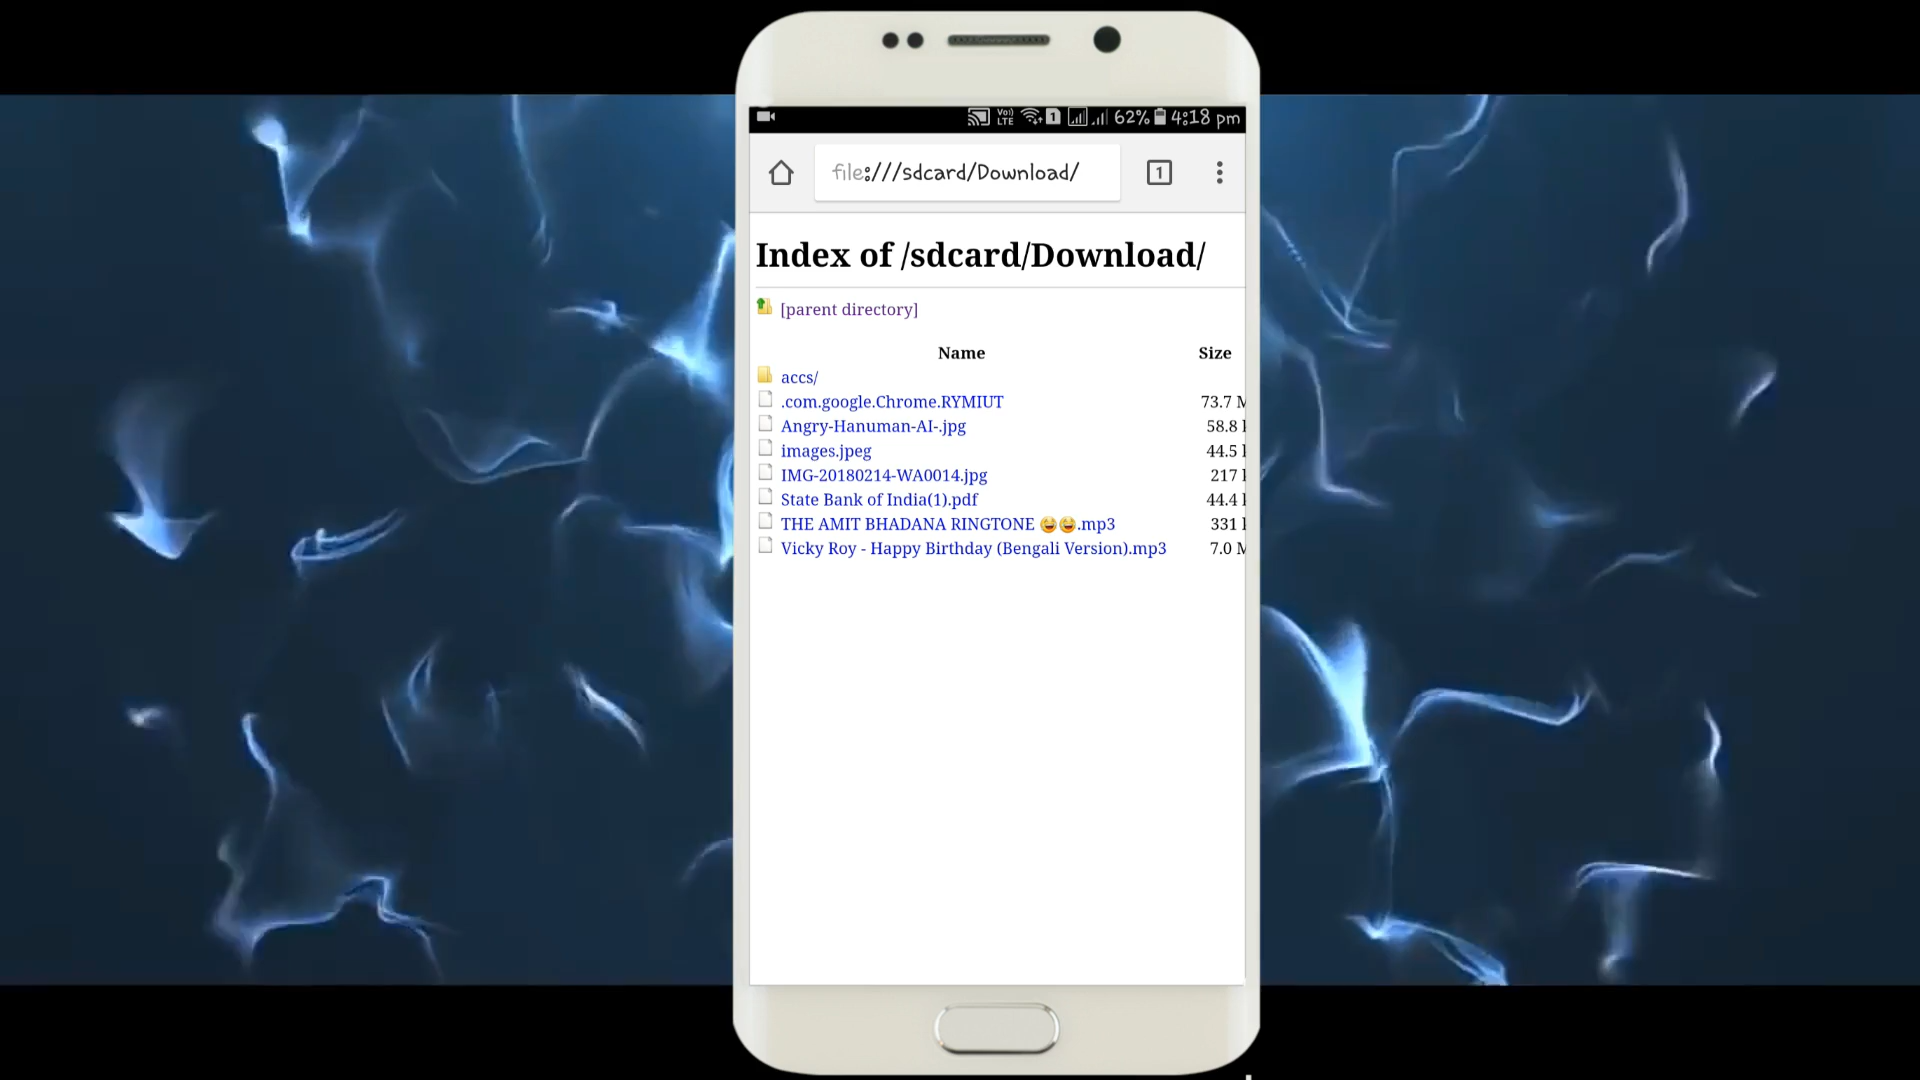 Vo) LTE 1 62% 4:18 pm
file:///sdcard/Download/ 1
Index of /sdcard/Download/
[parent directory]
Name Size
accs/
.com.google.Chrome.RYMIUT 73.7 M
Angry-Hanuman-AI-.jpg 58.8
images.jpeg 44.5
IMG-20180214-WA0014.jpg 217
State Bank of India(1).pdf 44.4
THE AMIT BHADANA RINGTONE 😄😄.mp3 331
Vicky Roy - Happy Birthday (Bengali Version).mp3 7.0 M